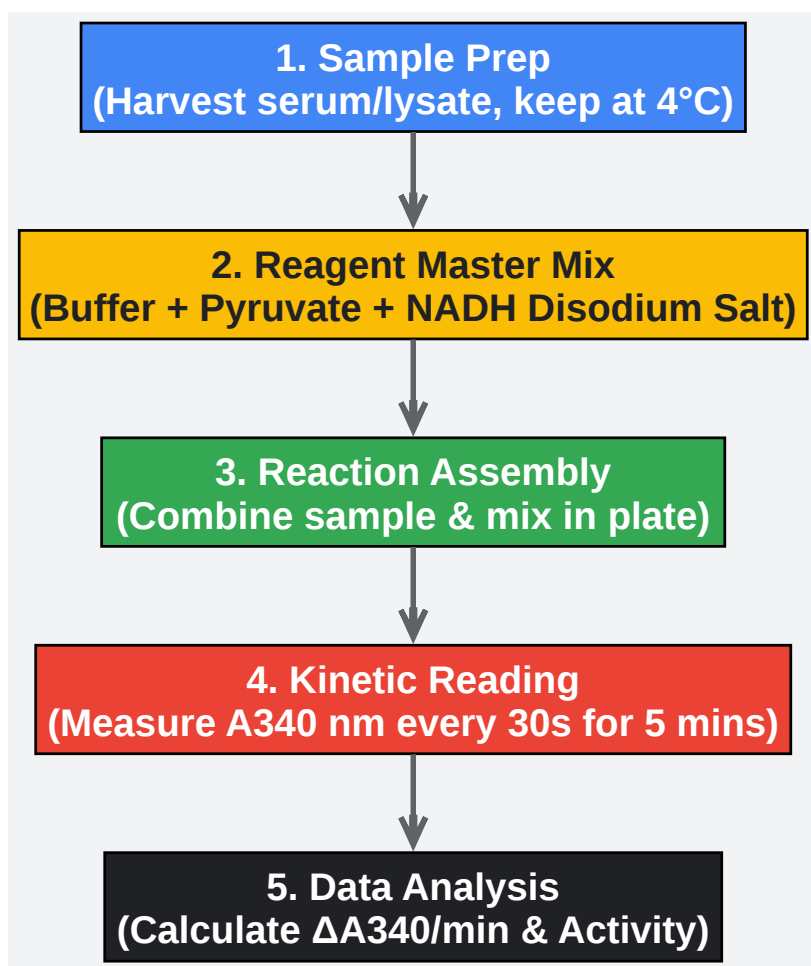 1. Sample Prep
(Harvest serum/lysate, keep at 4°C)
2. Reagent Master Mix
(Buffer + Pyruvate + NADH Disodium Salt)
3. Reaction Assembly
(Combine sample & mix in plate)
4. Kinetic Reading
(Measure A340 nm every 30s for 5 mins)
5. Data Analysis
(Calculate ΔA340/min & Activity)